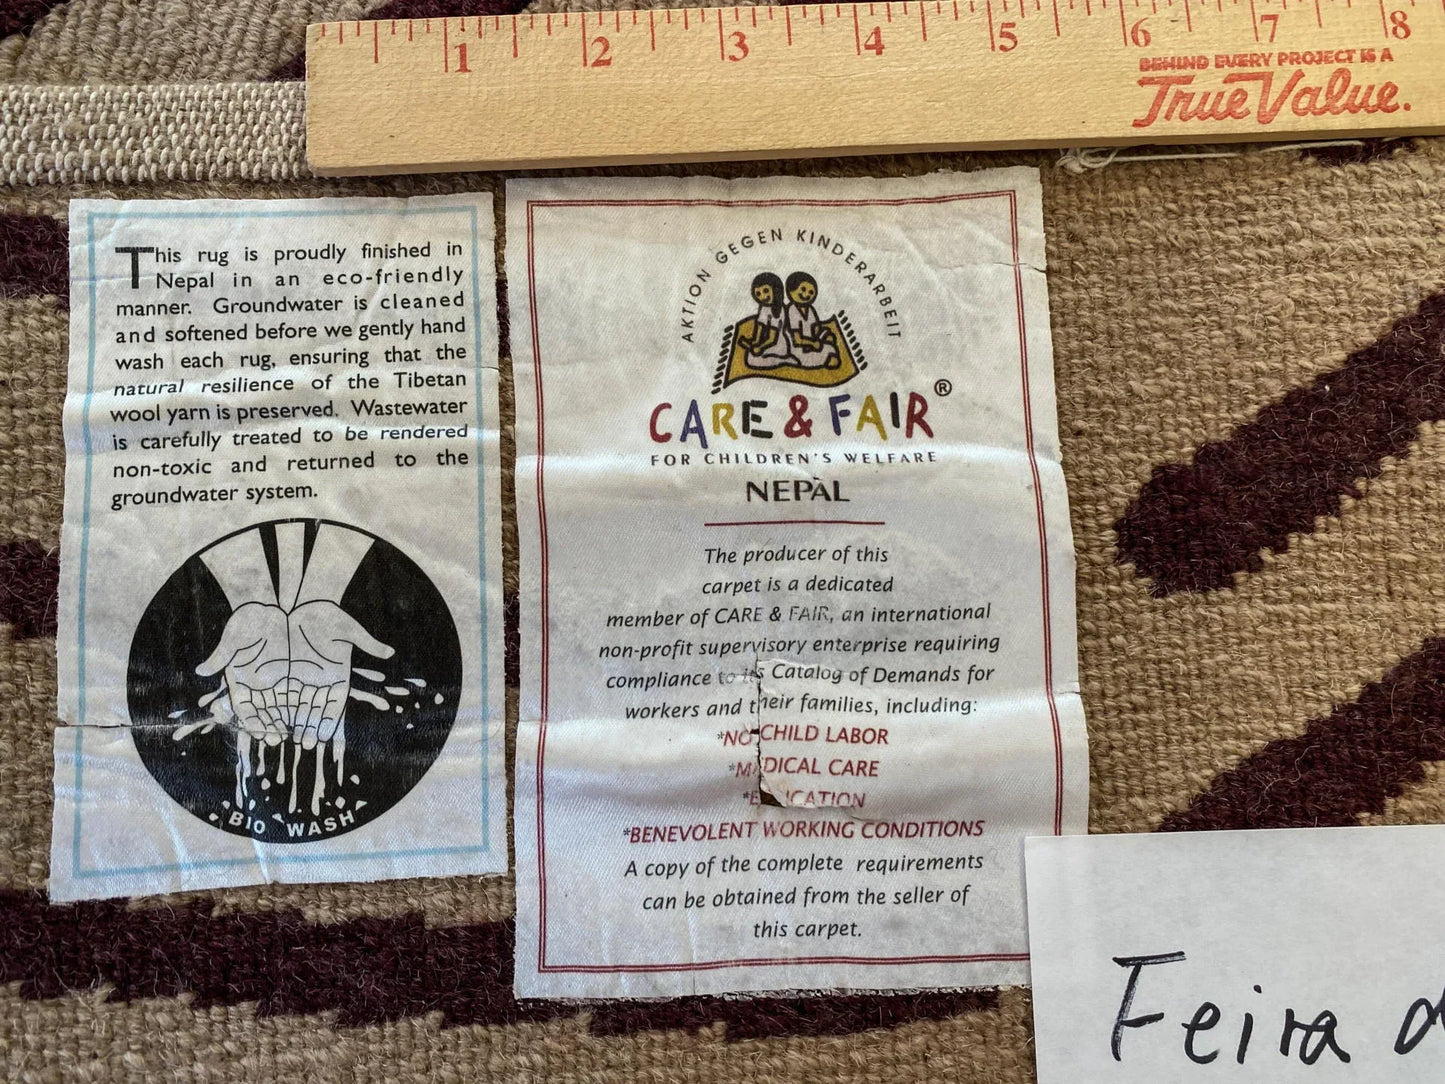 1 2 3 4 5 6 7 8
BEHIND EVERY PROJECT IS A
True Value.
This rug is proudly finished in
Nepal in an eco-friendly
manner. Groundwater is cleaned
and softened before we gently hand
wash each rug, ensuring that the
natural resilience of the Tibetan
wool yarn is preserved. Wastewater
is carefully treated to be rendered
non-toxic and returned to the
groundwater system.
BIO WASH
AKTION GEGEN KINDERARBEIT
CARE & FAIR®
FOR CHILDREN'S WELFARE
NEPAL
The producer of this
carpet is a dedicated
member of CARE & FAIR, an international
non-profit supervisory enterprise requiring
compliance to its Catalog of Demands for
workers and their families, including:
*NO CHILD LABOR
*MEDICAL CARE
*EDUCATION
*BENEVOLENT WORKING CONDITIONS
A copy of the complete requirements
can be obtained from the seller of
this carpet.
Feira d